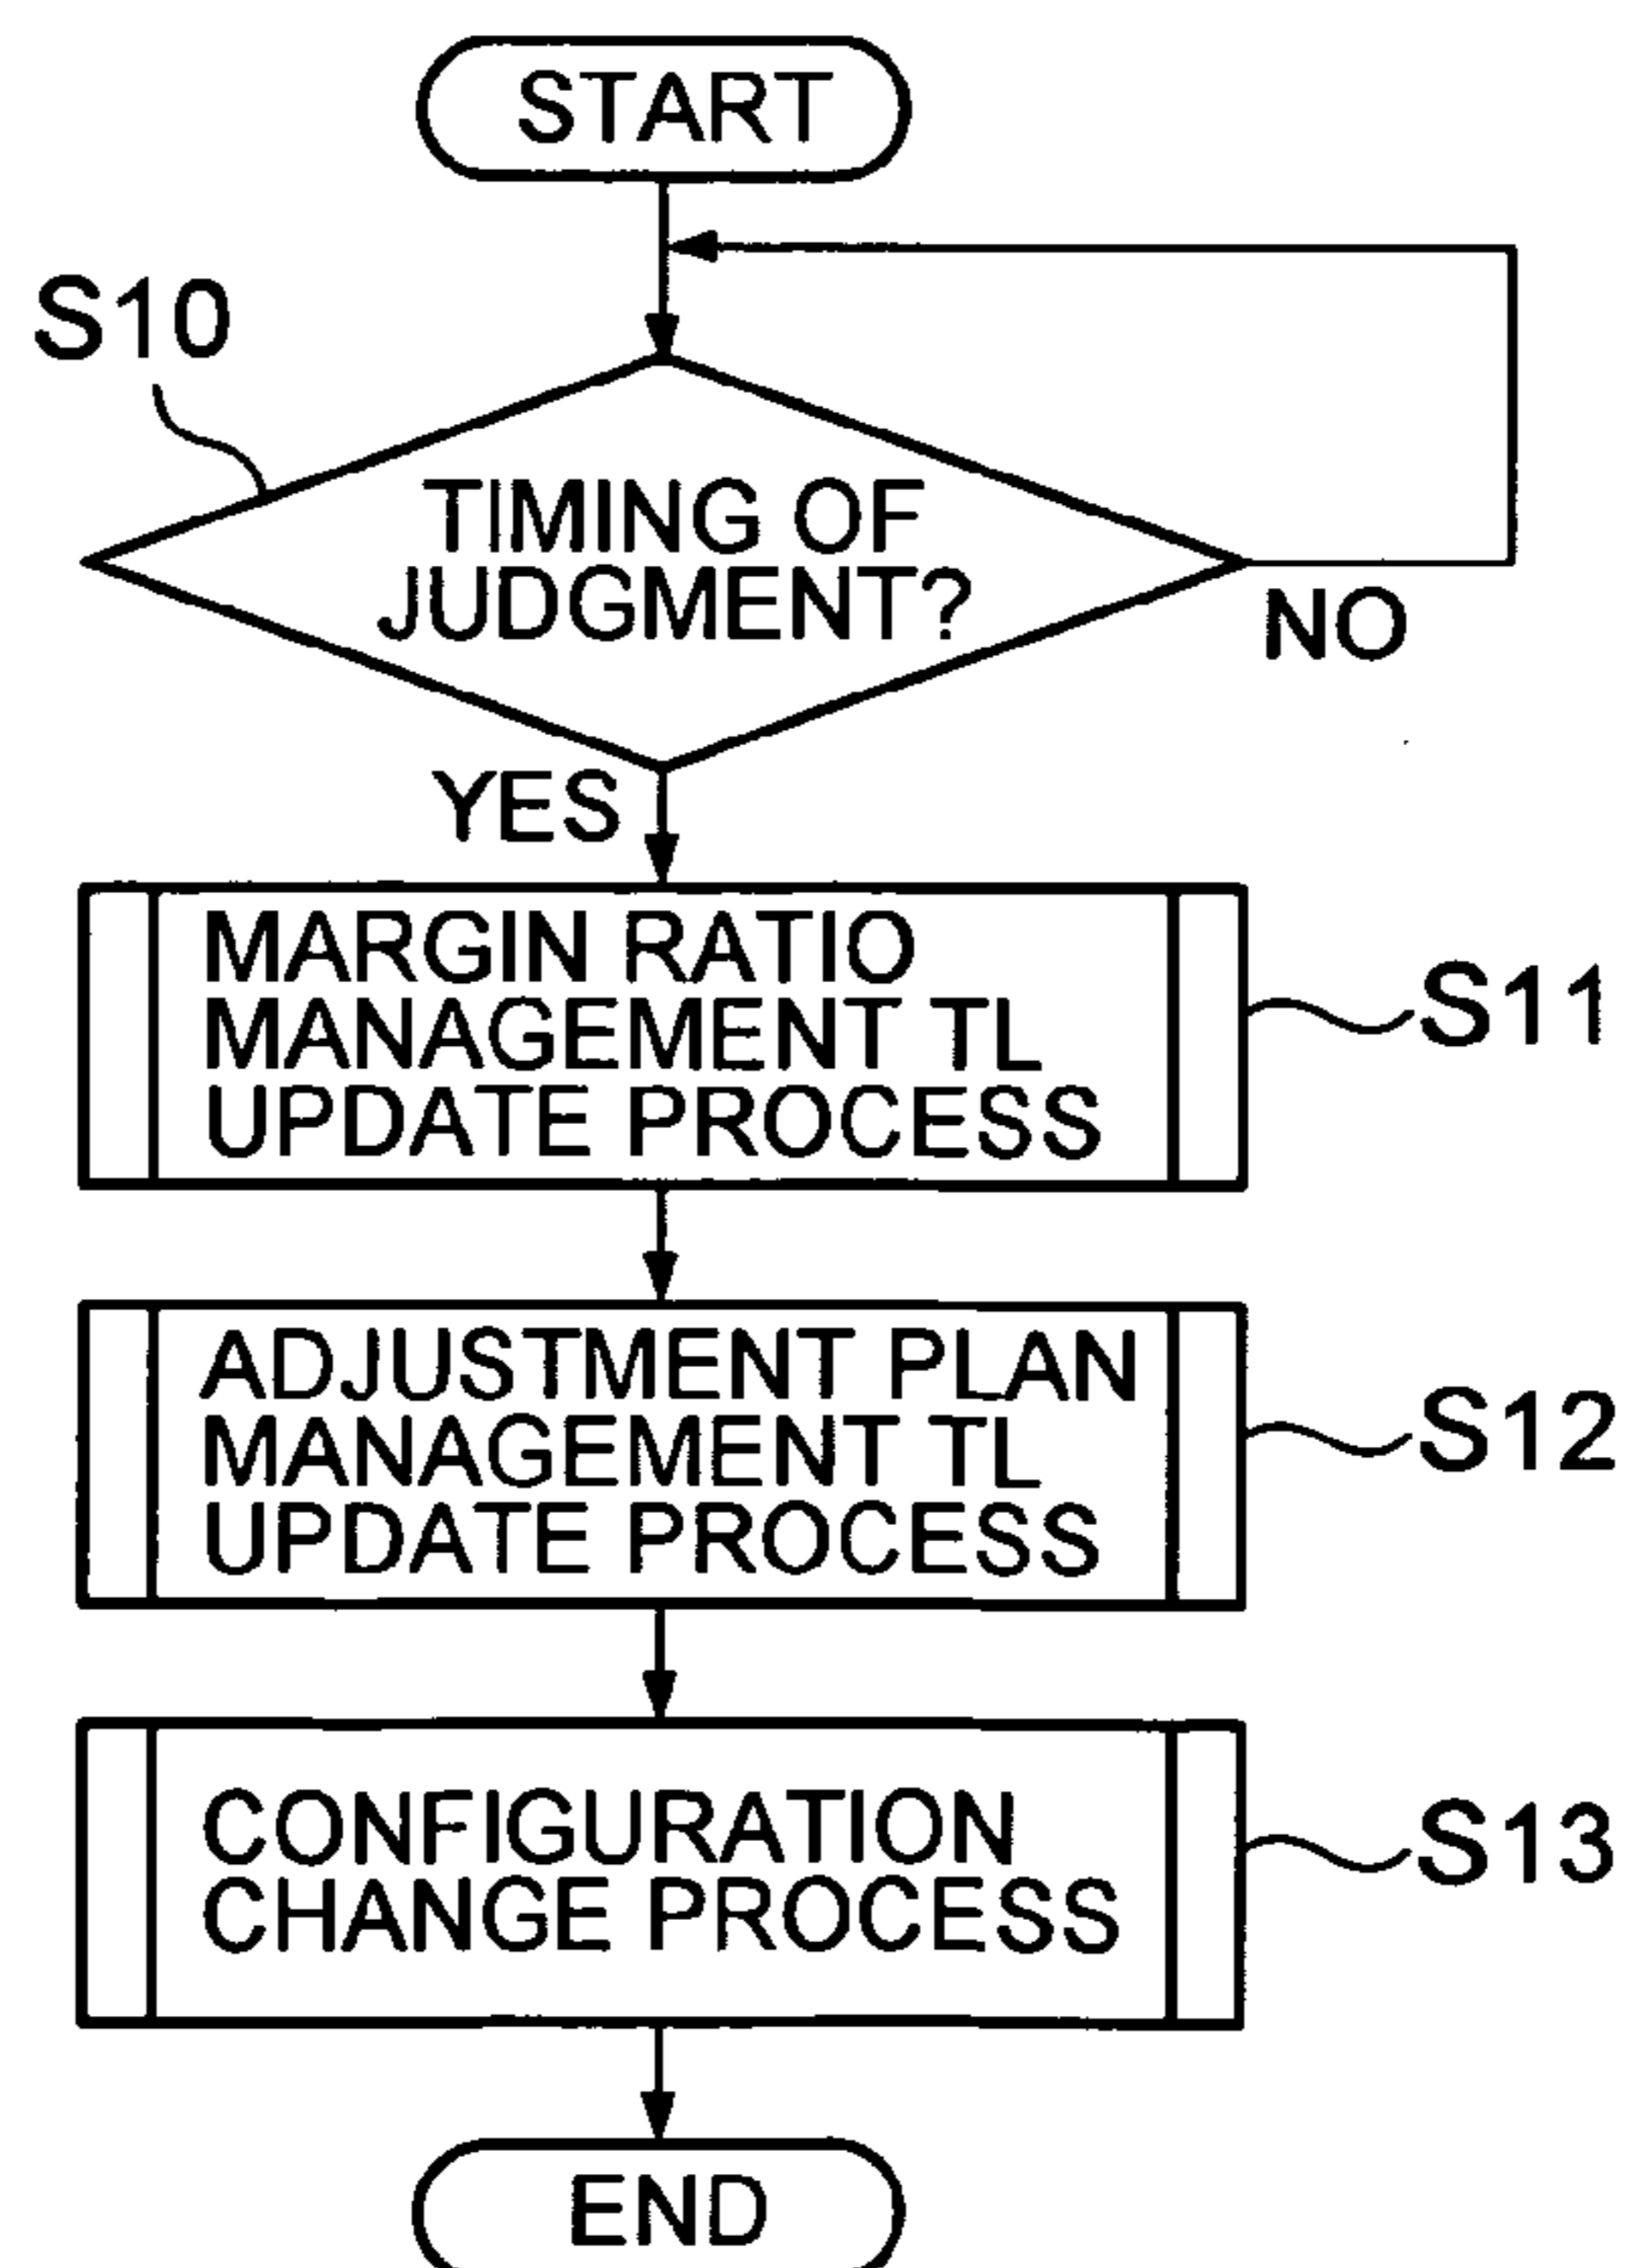 START
S10
TIMING OF
JUDGMENT?
NO
YES
MARGIN RATIO
MANAGEMENT TL
UPDATE PROCESS
S11
ADJUSTMENT PLAN
MANAGEMENT TL
UPDATE PROCESS
S12
CONFIGURATION
CHANGE PROCESS
S13
END